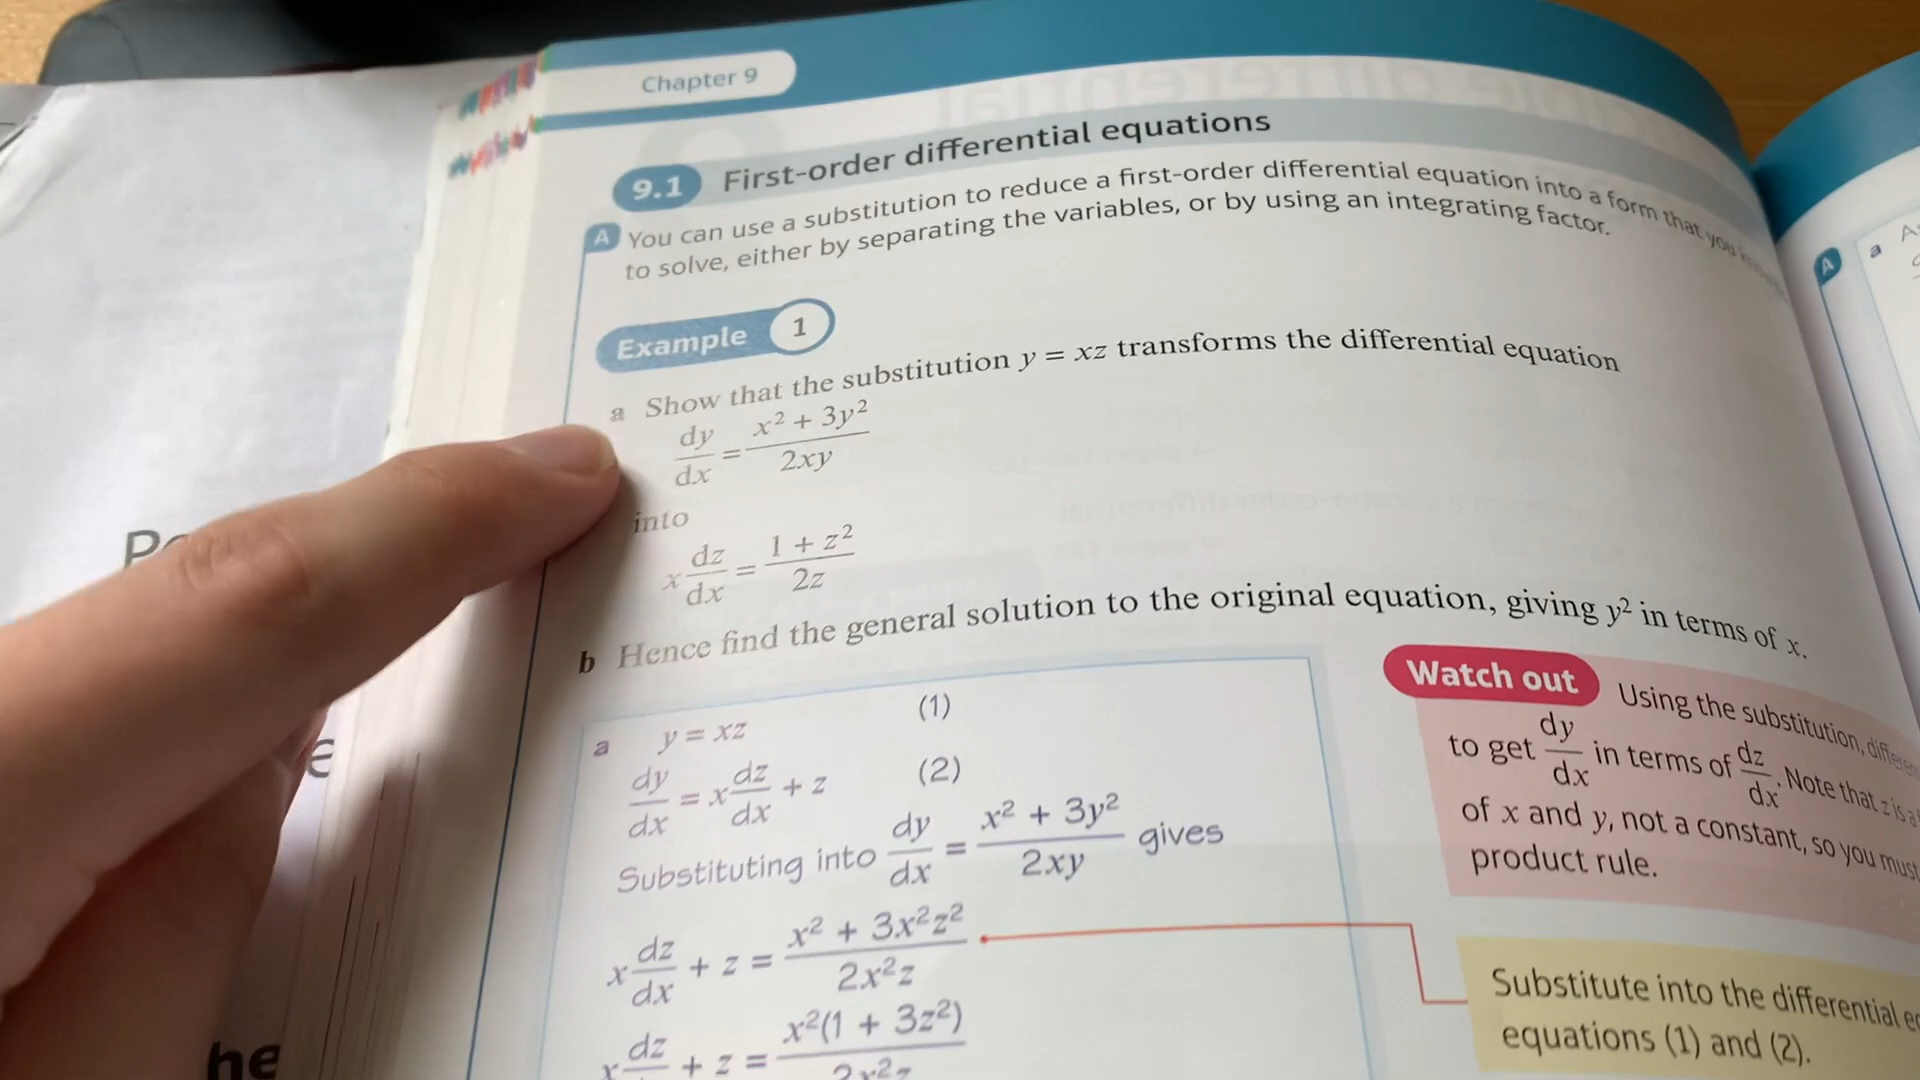 Chapter 9
9.1 First-order differential equations
A You can use a substitution to reduce a first-order differential equation into a form that you
to solve, either by separating the variables, or by using an integrating factor.
Example 1
a Show that the substitution y = xz transforms the differential equation
dy/dx = (x² + 3y²)/(2xy)
into
x dz/dx = (1 + z²)/(2z)
b Hence find the general solution to the original equation, giving y² in terms of x.
a y = xz (1)
dy/dx = x dz/dx + z (2)
Substituting into dy/dx = (x² + 3y²)/(2xy) gives
x dz/dx + z = (x² + 3x²z²)/(2x²z)
x dz/dx + z = x²(1 + 3z²)/(2x²z)
Watch out Using the substitution,
to get dy/dx in terms of dz/dx. Note that z is a
of x and y, not a constant, so you must
product rule.
Substitute into the differential
equations (1) and (2).
A a
he